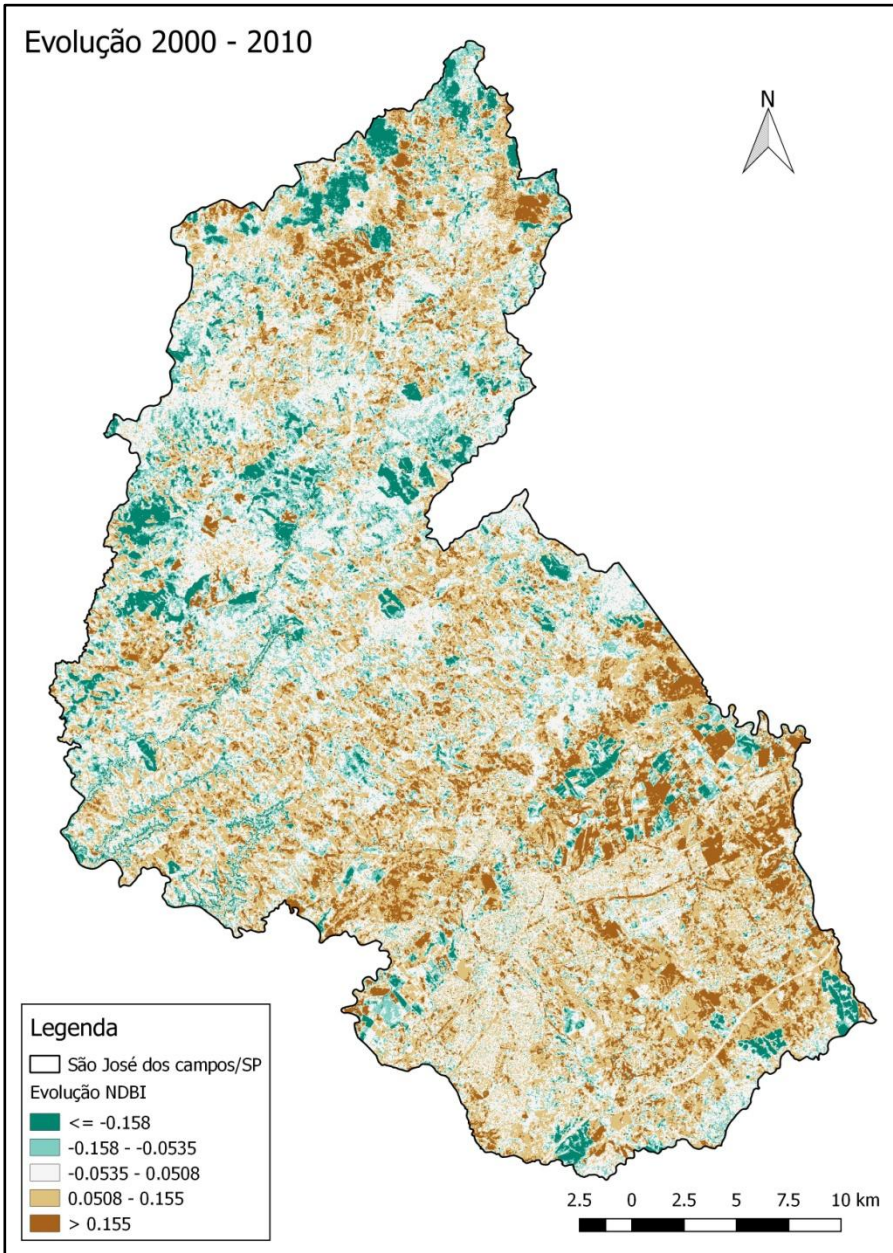 Evolução 2000 - 2010
N
Legenda
São José dos campos/SP
Evolução NDBI
<= -0.158
-0.158 - -0.0535
-0.0535 - 0.0508
0.0508 - 0.155
> 0.155
2.5 0 2.5 5 7.5 10 km